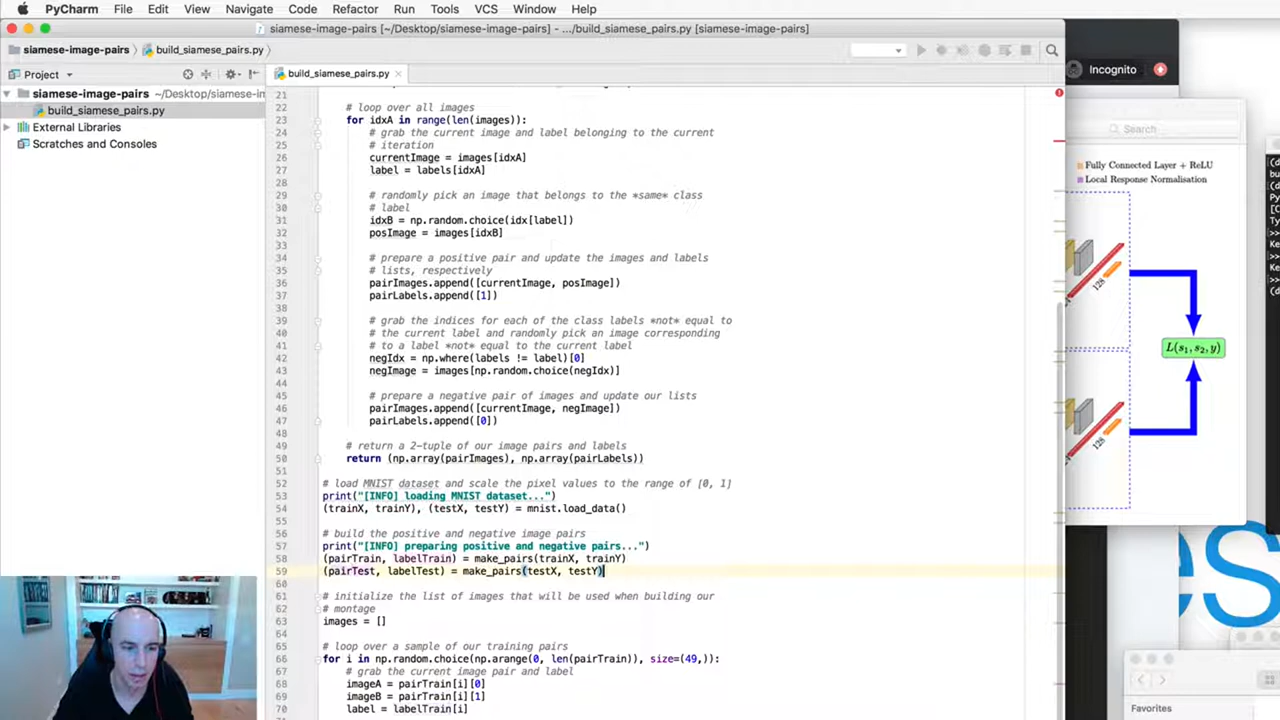 PyCharm File Edit View Navigate Code Refactor Run Tools VCS Window Help
siamese-image-pairs [~/Desktop/siamese-image-pairs] - .../build_siamese_pairs.py [siamese-image-pairs]
siamese-image-pairs build_siamese_pairs.py
Project
build_siamese_pairs.py
siamese-image-pairs ~/Desktop/siamese-im
build_siamese_pairs.py
External Libraries
Scratches and Consoles
21
22 # loop over all images
23 for idxA in range(len(images)):
24 # grab the current image and label belonging to the current
25 # iteration
26 currentImage = images[idxA]
27 label = labels[idxA]
28
29 # randomly pick an image that belongs to the *same* class
30 # label
31 idxB = np.random.choice(idx[label])
32 posImage = images[idxB]
33
34 # prepare a positive pair and update the images and labels
35 # lists, respectively
36 pairImages.append([currentImage, posImage])
37 pairLabels.append([1])
38
39 # grab the indices for each of the class labels *not* equal to
40 # the current label and randomly pick an image corresponding
41 # to a label *not* equal to the current label
42 negIdx = np.where(labels != label)[0]
43 negImage = images[np.random.choice(negIdx)]
44
45 # prepare a negative pair of images and update our lists
46 pairImages.append([currentImage, negImage])
47 pairLabels.append([0])
48
49 # return a 2-tuple of our image pairs and labels
50 return (np.array(pairImages), np.array(pairLabels))
51
52 # load MNIST dataset and scale the pixel values to the range of [0, 1]
53 print("[INFO] loading MNIST dataset...")
54 (trainX, trainY), (testX, testY) = mnist.load_data()
55
56 # build the positive and negative image pairs
57 print("[INFO] preparing positive and negative pairs...")
58 (pairTrain, labelTrain) = make_pairs(trainX, trainY)
59 (pairTest, labelTest) = make_pairs(testX, testY)
60
61 # initialize the list of images that will be used when building our
62 # montage
63 images = []
64
65 # loop over a sample of our training pairs
66 for i in np.random.choice(np.arange(0, len(pairTrain)), size=(49,)):
67 # grab the current image pair and label
68 imageA = pairTrain[i][0]
69 imageB = pairTrain[i][1]
70 label = labelTrain[i]
Incognito
Search
Fully Connected Layer + ReLU
Local Response Normalisation
128
L(s₁, s₂, y)
128
es
Favorites